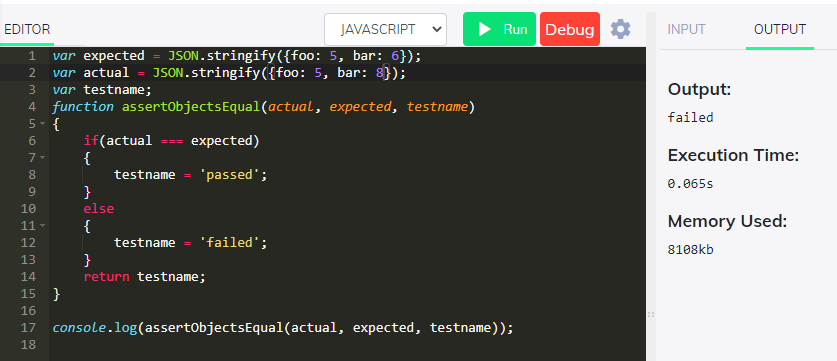 EDITOR
JAVASCRIPT
Run
Debug
INPUT
OUTPUT
1 var expected = JSON.stringify({foo: 5, bar: 6});
2 var actual = JSON.stringify({foo: 5, bar: 8});
3 var testname;
4 function assertObjectsEqual(actual, expected, testname)
5 {
6     if(actual === expected)
7     {
8         testname = 'passed';
9     }
10     else
11     {
12         testname = 'failed';
13     }
14     return testname;
15 }
16
17 console.log(assertObjectsEqual(actual, expected, testname));
18
Output:
failed
Execution Time:
0.065s
Memory Used:
8108kb